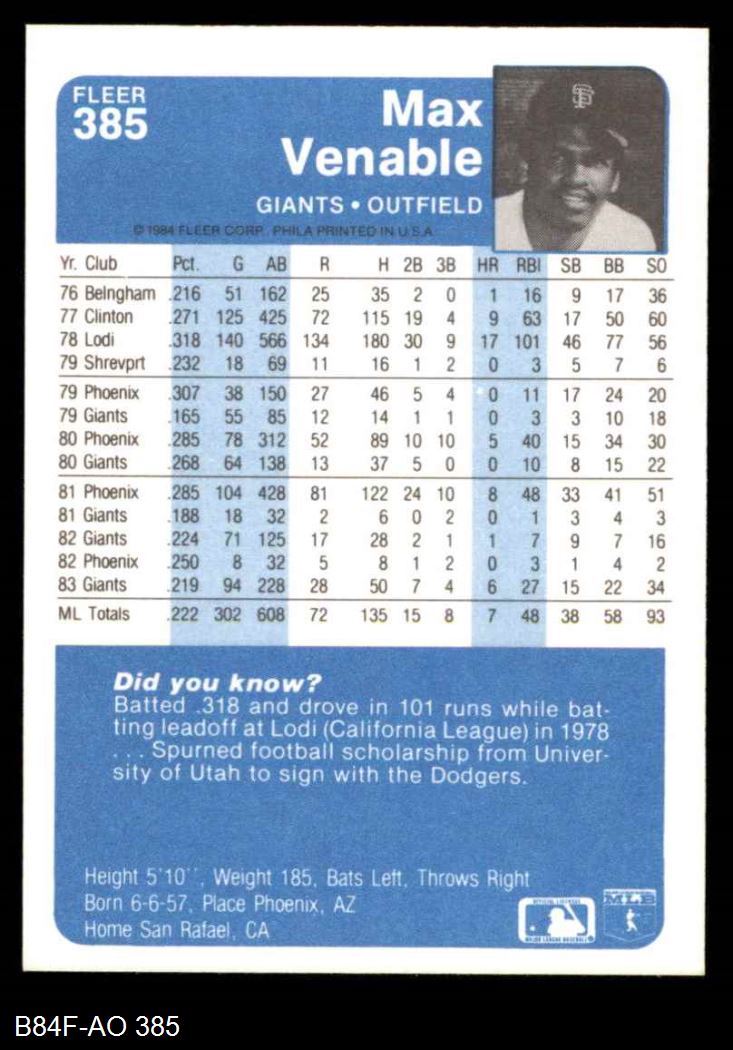 FLEER
385
Max
Venable
GIANTS • OUTFIELD
© 1984 FLEER CORP. PHILA PRINTED IN U.S.A.
Yr. Club Pct. G AB R H 2B 3B HR RBI SB BB SO
76 Belngham .216 51 162 25 35 2 0 1 16 9 17 36
77 Clinton .271 125 425 72 115 19 4 9 63 17 50 60
78 Lodi .318 140 566 134 180 30 9 17 101 46 77 56
79 Shrevprt .232 18 69 11 16 1 2 0 3 5 7 6
79 Phoenix .307 38 150 27 46 5 4 0 11 17 24 20
79 Giants .165 55 85 12 14 1 1 0 3 3 10 18
80 Phoenix .285 78 312 52 89 10 10 5 40 15 34 30
80 Giants .268 64 138 13 37 5 0 0 10 8 15 22
81 Phoenix .285 104 428 81 122 24 10 8 48 33 41 51
81 Giants .188 18 32 2 6 0 2 0 1 3 4 3
82 Giants .224 71 125 17 28 2 1 1 7 9 7 16
82 Phoenix .250 8 32 5 8 1 2 0 3 1 4 2
83 Giants .219 94 228 28 50 7 4 6 27 15 22 34
ML Totals .222 302 608 72 135 15 8 7 48 38 58 93
Did you know?
Batted .318 and drove in 101 runs while bat-
ting leadoff at Lodi (California League) in 1978
. . . Spurned football scholarship from Univer-
sity of Utah to sign with the Dodgers.
Height 5'10'', Weight 185, Bats Left, Throws Right
Born 6-6-57, Place Phoenix, AZ
Home San Rafael, CA
MLB
B84F-AO 385